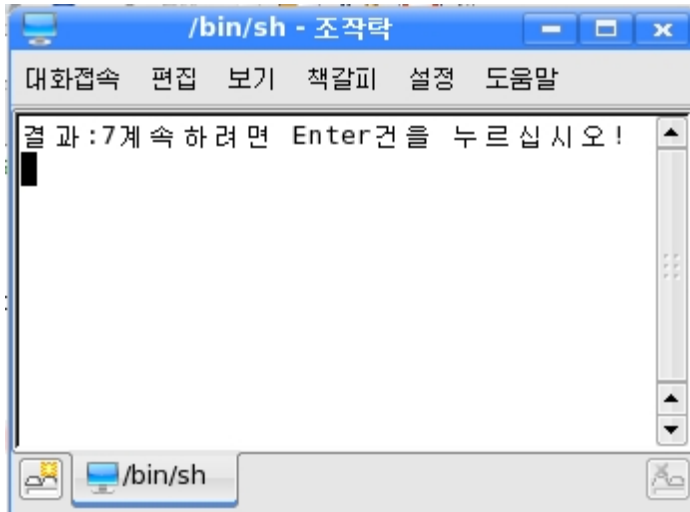 /bin/sh - 조작탁
대화접속 편집 보기 책갈피 설정 도움말
결과:7계속하려면 Enter건을 누르십시오!
/bin/sh